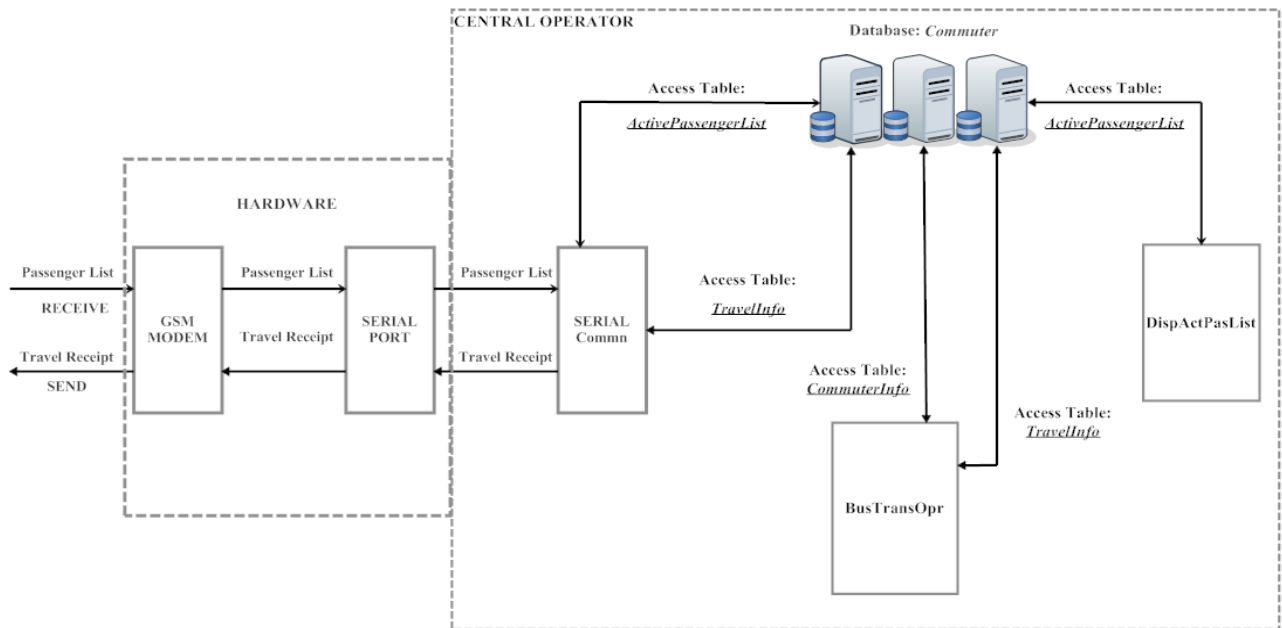 CENTRAL OPERATOR
Database: Commuter
Access Table:
ActivePassengerList
Access Table:
ActivePassengerList
HARDWARE
Passenger List
RECEIVE
Travel Receipt
SEND
GSM
MODEM
Passenger List
Travel Receipt
SERIAL
PORT
Passenger List
Travel Receipt
SERIAL
Commn
Access Table:
TravelInfo
Access Table:
CommuterInfo
Access Table:
TravelInfo
BusTransOpr
DispActPasList